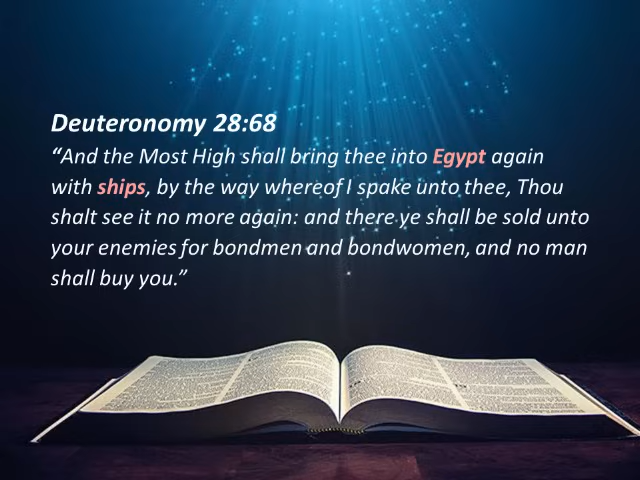 Deuteronomy 28:68
“And the Most High shall bring thee into Egypt again
with ships, by the way whereof I spake unto thee, Thou
shalt see it no more again: and there ye shall be sold unto
your enemies for bondmen and bondwomen, and no man
shall buy you.”